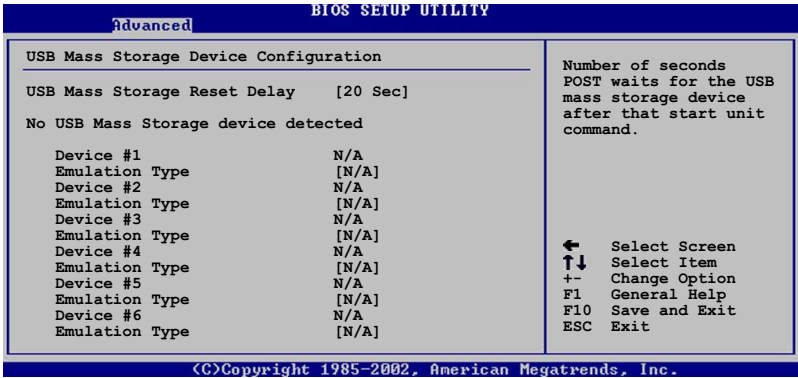 BIOS SETUP UTILITY
Advanced
USB Mass Storage Device Configuration
USB Mass Storage Reset Delay [20 Sec]
No USB Mass Storage device detected
Device #1 N/A
Emulation Type [N/A]
Device #2 N/A
Emulation Type [N/A]
Device #3 N/A
Emulation Type [N/A]
Device #4 N/A
Emulation Type [N/A]
Device #5 N/A
Emulation Type [N/A]
Device #6 N/A
Emulation Type [N/A]
Number of seconds
POST waits for the USB
mass storage device
after that start unit
command.
← Select Screen
↑↓ Select Item
+- Change Option
F1 General Help
F10 Save and Exit
ESC Exit
(C)Copyright 1985-2002, American Megatrends, Inc.